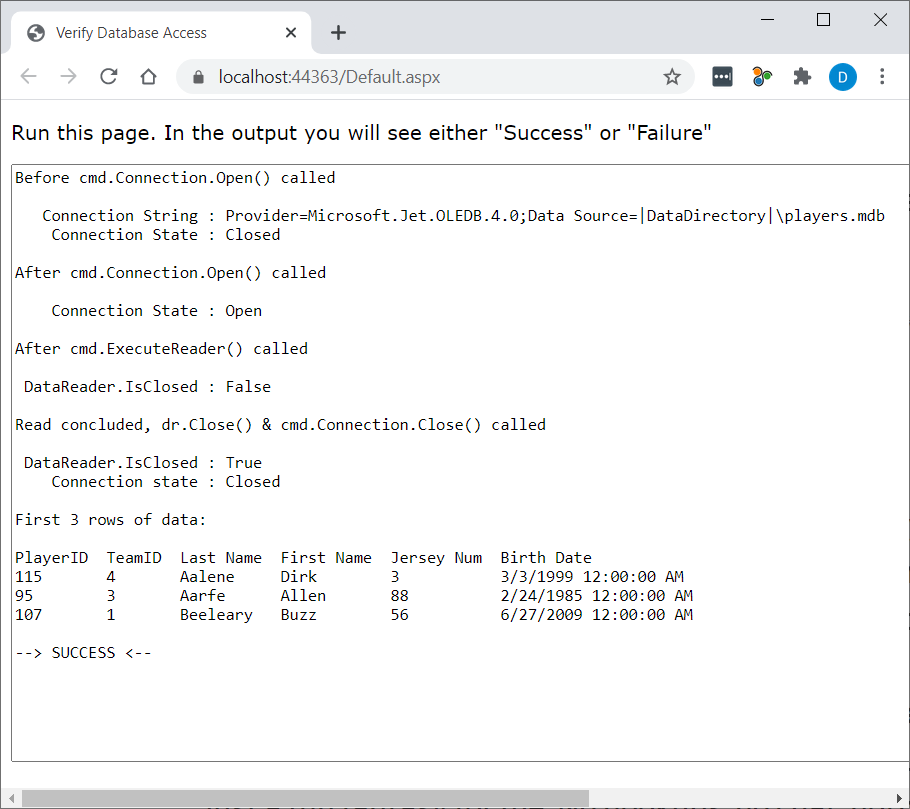 Verify Database Access
localhost:44363/Default.aspx
D
Run this page. In the output you will see either "Success" or "Failure"
Before cmd.Connection.Open() called
Connection String : Provider=Microsoft.Jet.OLEDB.4.0;Data Source=|DataDirectory|\players.mdb
Connection State : Closed
After cmd.Connection.Open() called
Connection State : Open
After cmd.ExecuteReader() called
DataReader.IsClosed : False
Read concluded, dr.Close() & cmd.Connection.Close() called
DataReader.IsClosed : True
Connection state : Closed
First 3 rows of data:
PlayerID TeamID Last Name First Name Jersey Num Birth Date
115 4 Aalene Dirk 3 3/3/1999 12:00:00 AM
95 3 Aarfe Allen 88 2/24/1985 12:00:00 AM
107 1 Beeleary Buzz 56 6/27/2009 12:00:00 AM
--> SUCCESS <--